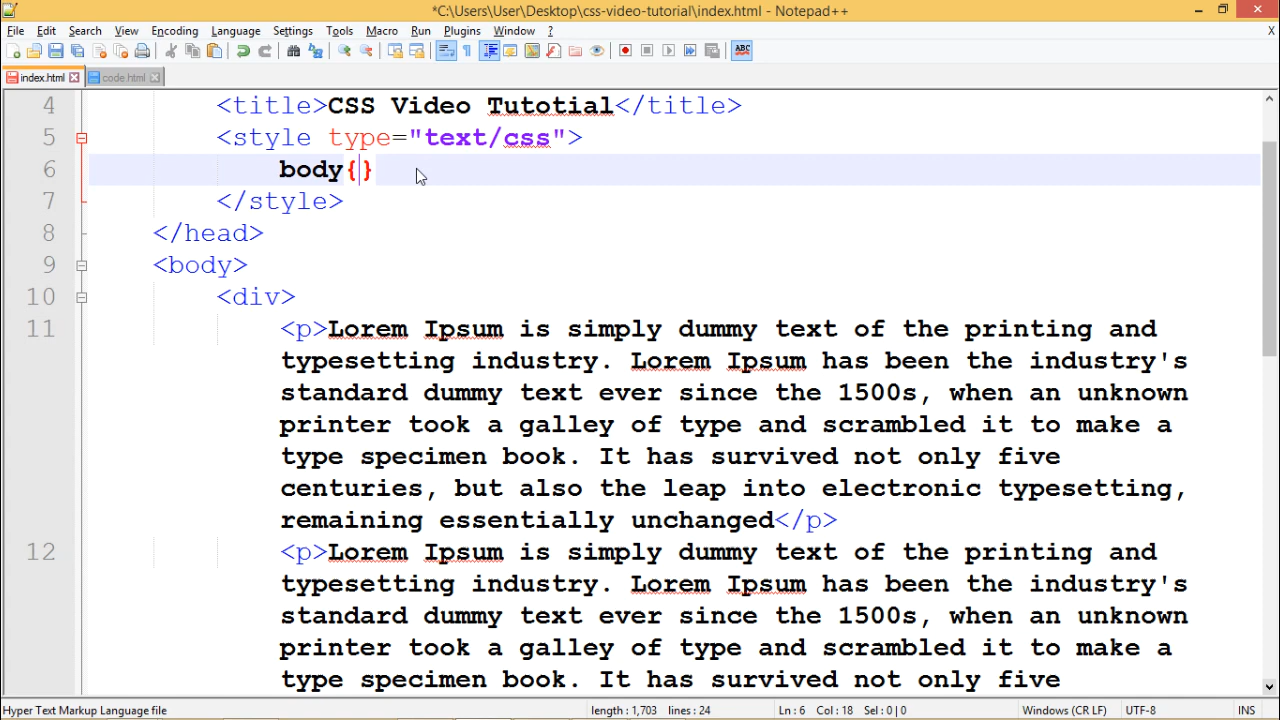 *C:\Users\User\Desktop\css-video-tutorial\index.html - Notepad++
File Edit Search View Encoding Language Settings Tools Macro Run Plugins Window ? X
ABC
index.html code.html
4 <title>CSS Video Tutotial</title>
5 <style type="text/css">
6 body{}
7 </style>
8 </head>
9 <body>
10 <div>
11 <p>Lorem Ipsum is simply dummy text of the printing and
typesetting industry. Lorem Ipsum has been the industry's
standard dummy text ever since the 1500s, when an unknown
printer took a galley of type and scrambled it to make a
type specimen book. It has survived not only five
centuries, but also the leap into electronic typesetting,
remaining essentially unchanged</p>
12 <p>Lorem Ipsum is simply dummy text of the printing and
typesetting industry. Lorem Ipsum has been the industry's
standard dummy text ever since the 1500s, when an unknown
printer took a galley of type and scrambled it to make a
type specimen book. It has survived not only five
Hyper Text Markup Language file length : 1,703 lines : 24 Ln : 6 Col : 18 Sel : 0 | 0 Windows (CR LF) UTF-8 INS